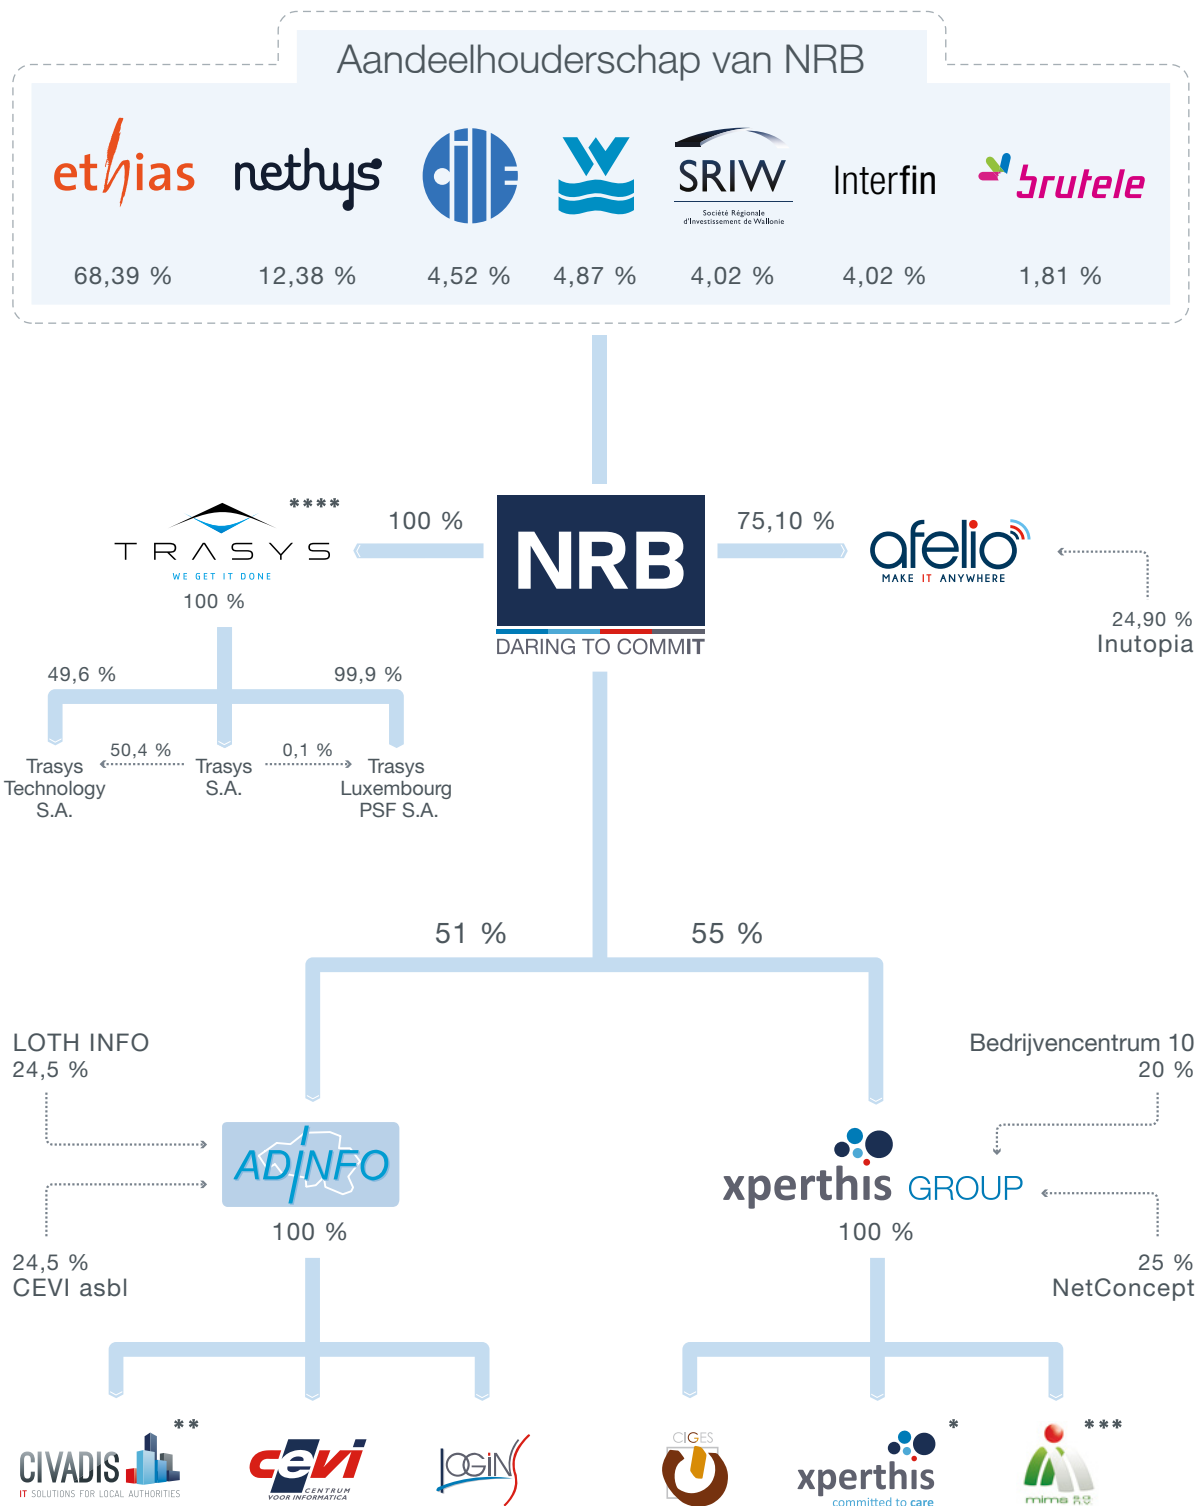 Aandeelhouderschap van NRB
ethias
nethys
cile
W
SRIW
Société Régionale
d'Investissement de Wallonie
Interfin
brutele
68,39 %
12,38 %
4,52 %
4,87 %
4,02 %
4,02 %
1,81 %
TRASYS
WE GET IT DONE
****
100 %
100 %
NRB
DARING TO COMMIT
75,10 %
afelio
MAKE IT ANYWHERE
24,90 %
Inutopia
49,6 %
99,9 %
Trasys
Technology
S.A.
50,4 %
Trasys
S.A.
0,1 %
Trasys
Luxembourg
PSF S.A.
51 %
55 %
LOTH INFO
24,5 %
ADINFO
100 %
24,5 %
CEVI asbl
Bedrijvencentrum 10
20 %
xperthis GROUP
100 %
25 %
NetConcept
CIVADIS
IT SOLUTIONS FOR LOCAL AUTHORITIES
**
cevi
CENTRUM
VOOR INFORMATICA
LOGINS
CIGES
xperthis
committed to care
*
mims s.a.
n.v.
***